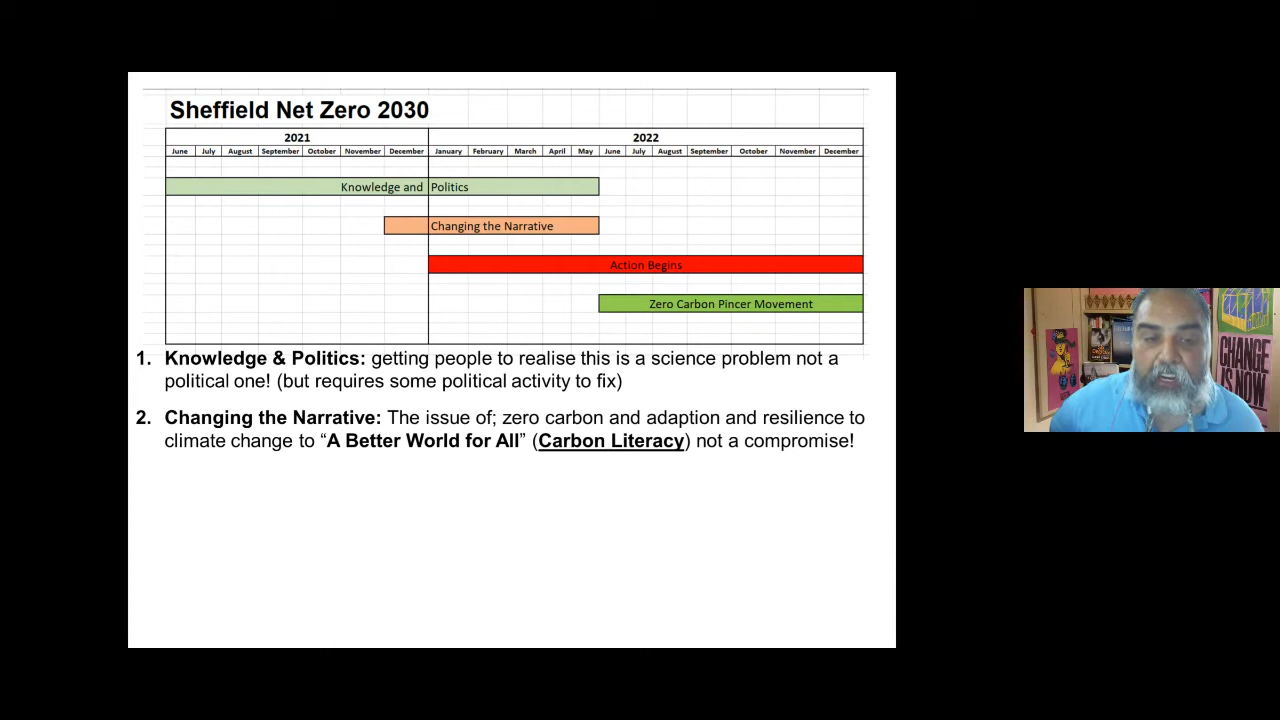 Sheffield Net Zero 2030
2021 2022
June July August September October November December January February March April May June July August September October November December
Knowledge and Politics
Changing the Narrative
Action Begins
Zero Carbon Pincer Movement
1. Knowledge & Politics: getting people to realise this is a science problem not a
political one! (but requires some political activity to fix)
2. Changing the Narrative: The issue of; zero carbon and adaption and resilience to
climate change to “A Better World for All” (Carbon Literacy) not a compromise!
CHANGE
IS NOW